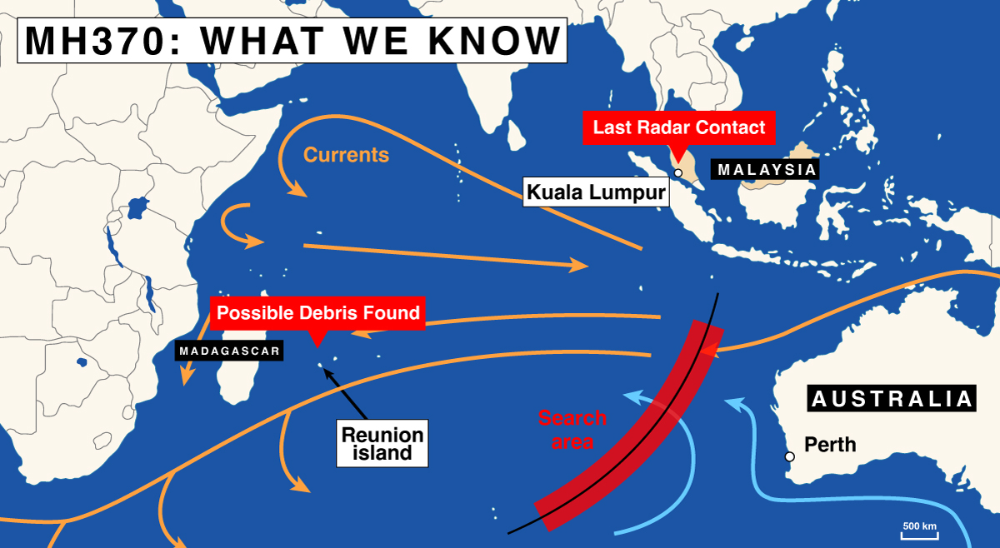 MH370: WHAT WE KNOW
Last Radar Contact
Currents
MALAYSIA
Kuala Lumpur
Possible Debris Found
MADAGASCAR
AUSTRALIA
Search
area
Reunion
island
Perth
500 km